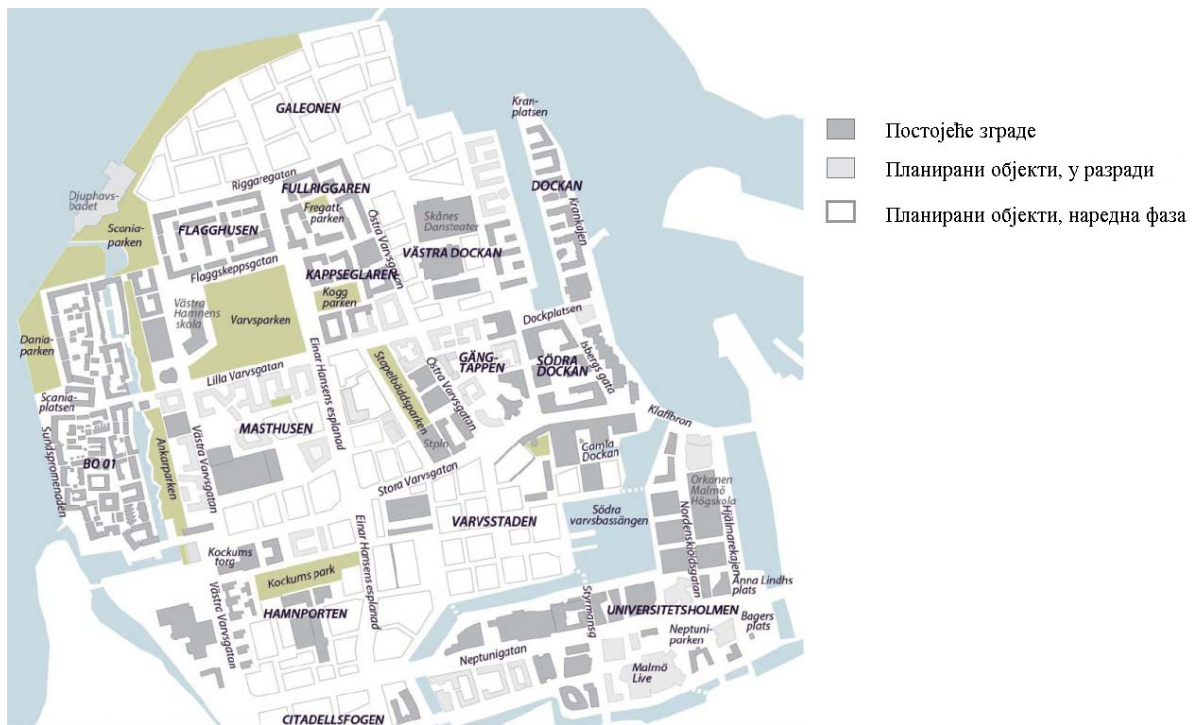 GALEONEN
Kran-
platsen
Riggaregatan
FULLRIGGAREN
DOCKAN
Djuphavs-
badet
Fregatt-
parken
Skånes
Dansteater
Krankajen
Scania-
parken
FLAGGHUSEN
Östra Varvsgatan
VÄSTRA DOCKAN
Flaggskeppsgatan
KAPPSEGLAREN
Kogg
parken
Västra
Hamnens
skola
Varvsparken
Dockplatsen
Dania-
parken
Einar Hansens esplanad
Stapelbäddsparken
Östra Varvsgatan
GÄNG-
TAPPEN
SÖDRA
DOCKAN
Isbergs gata
Lilla Varvsgatan
Scania-
platsen
Sundspromenaden
MASTHUSEN
Klaffbron
BO 01
Ankarparken
Västra Varvsgatan
Stpln
Gamla
Dockan
Stora Varvsgatan
Orkanen
Malmö
Högskola
VARVSSTADEN
Södra
varvsbassängen
Nordenskiöldsgatan
Hjälmarekajen
Kockums
torg
Einar Hansens esplanad
Kockums park
Västra Varvsgatan
HAMNPORTEN
Styrmansg
UNIVERSITETSHOLMEN
Anna Lindhs
plats
Bagers
plats
Neptuni-
parken
Neptunigatan
Malmö
Live
CITADELLSFOGEN
Постојеће зграде
Планирани објекти, у разради
Планирани објекти, наредна фаза